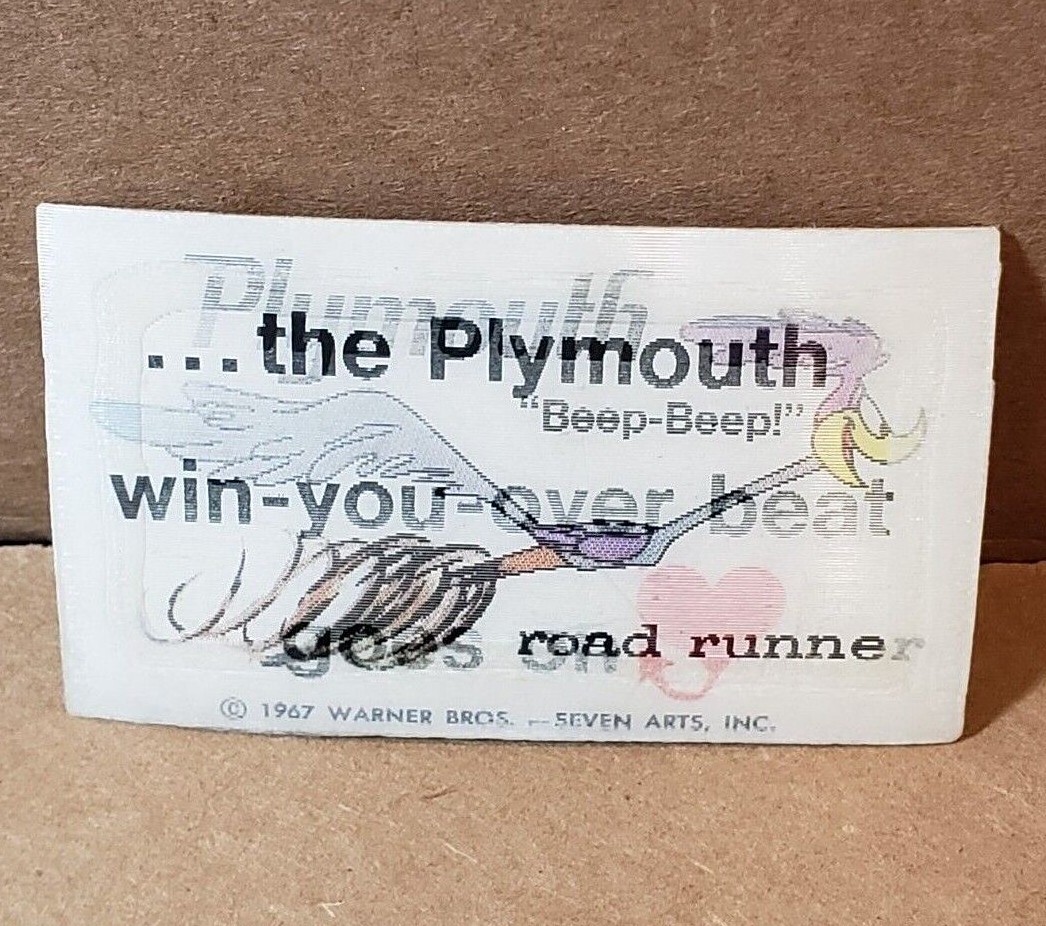 Plymouth
...the Plymouth
“Beep-Beep!”
win-you-over beat
goes on
road runner
© 1967 WARNER BROS. — SEVEN ARTS, INC.